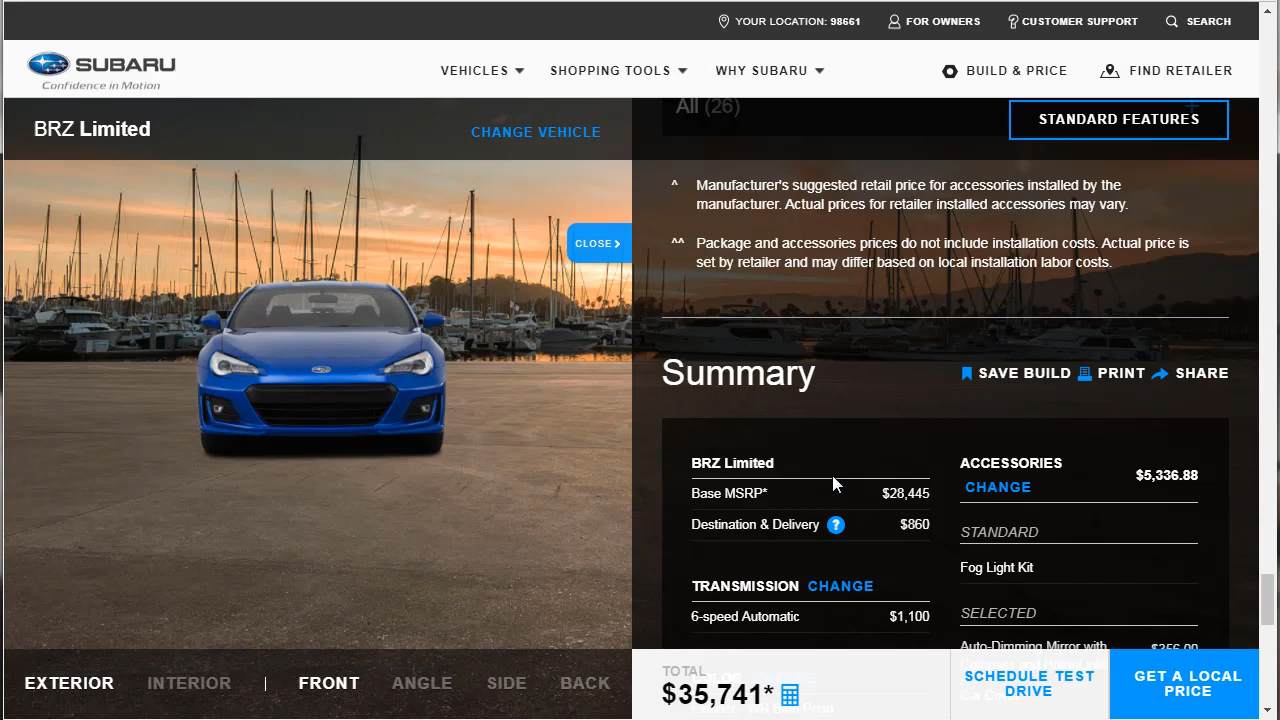 YOUR LOCATION: 98661
FOR OWNERS
CUSTOMER SUPPORT
SEARCH
SUBARU
Confidence in Motion
VEHICLES
SHOPPING TOOLS
WHY SUBARU
BUILD & PRICE
FIND RETAILER
BRZ Limited
CHANGE VEHICLE
CLOSE
EXTERIOR
INTERIOR
FRONT
ANGLE
SIDE
BACK
All (26)
STANDARD FEATURES
^ Manufacturer's suggested retail price for accessories installed by the
manufacturer. Actual prices for retailer installed accessories may vary.
^^ Package and accessories prices do not include installation costs. Actual price is
set by retailer and may differ based on local installation labor costs.
Summary
SAVE BUILD
PRINT
SHARE
BRZ Limited
Base MSRP* $28,445
Destination & Delivery ? $860
TRANSMISSION CHANGE
6-speed Automatic $1,100
ACCESSORIES $5,336.88
CHANGE
STANDARD
Fog Light Kit
SELECTED
Auto-Dimming Mirror with $356.00
TOTAL
$35,741*
SCHEDULE TEST
DRIVE
GET A LOCAL
PRICE